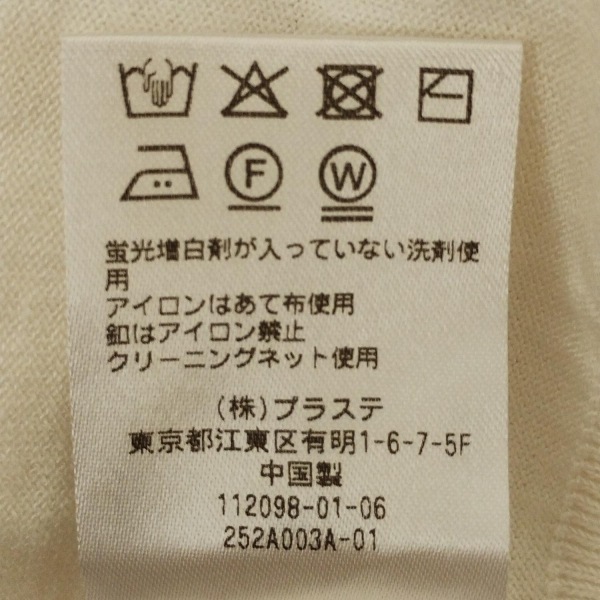 F W
蛍光増白剤が入っていない洗剤使
用
アイロンはあて布使用
釦はアイロン禁止
クリーニングネット使用
(株)プラステ
東京都江東区有明1-6-7-5F
中国製
112098-01-06
252A003A-01